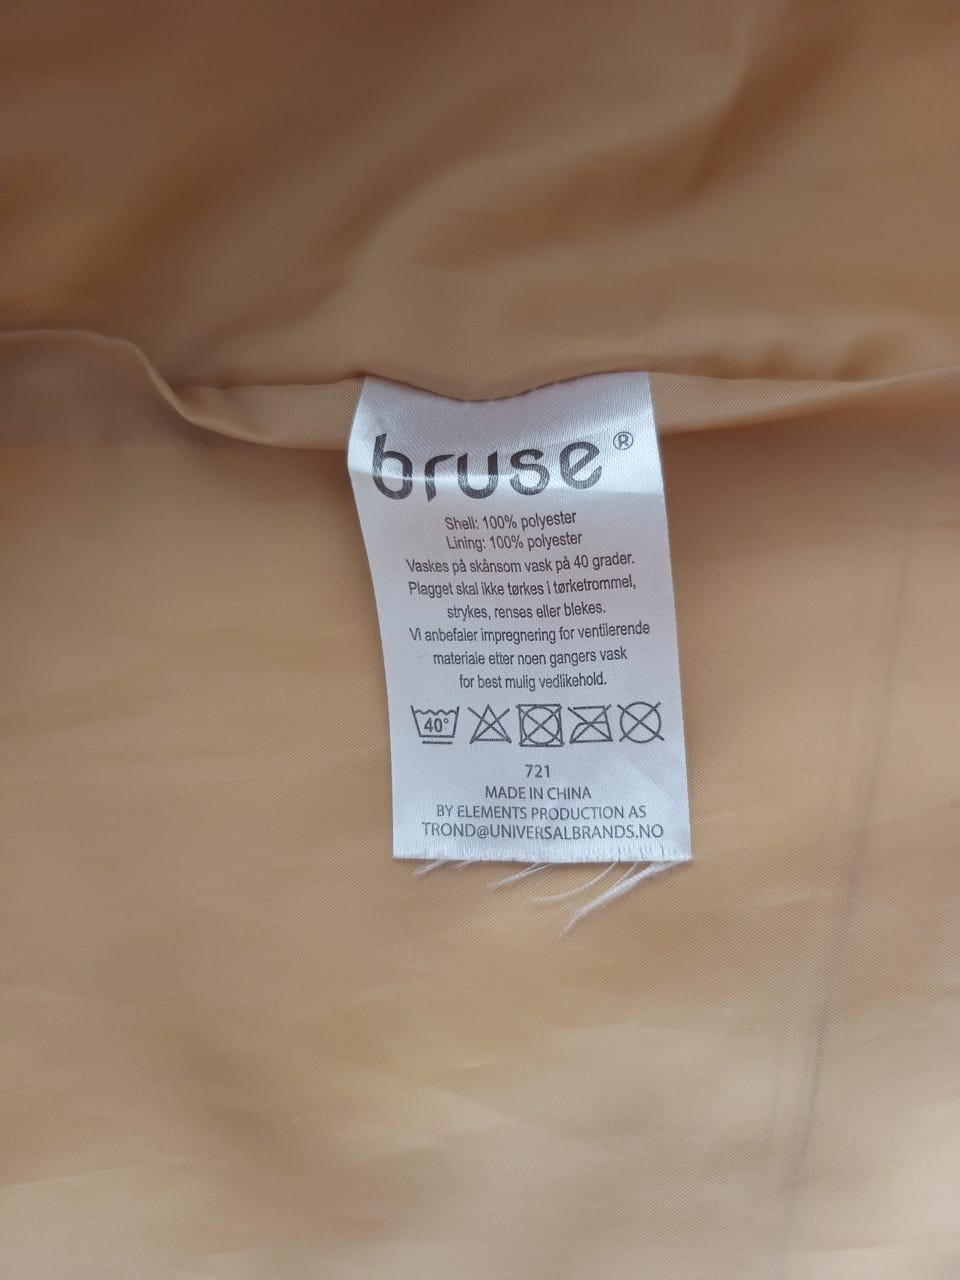 bruse®
Shell: 100% polyester
Lining: 100% polyester
Vaskes på skånsom vask på 40 grader.
Plagget skal ikke tørkes i tørketrommel,
strykes, renses eller blekes.
Vi anbefaler impregnering for ventilerende
materiale etter noen gangers vask
for best mulig vedlikehold.
40°
721
MADE IN CHINA
BY ELEMENTS PRODUCTION AS
TROND@UNIVERSALBRANDS.NO